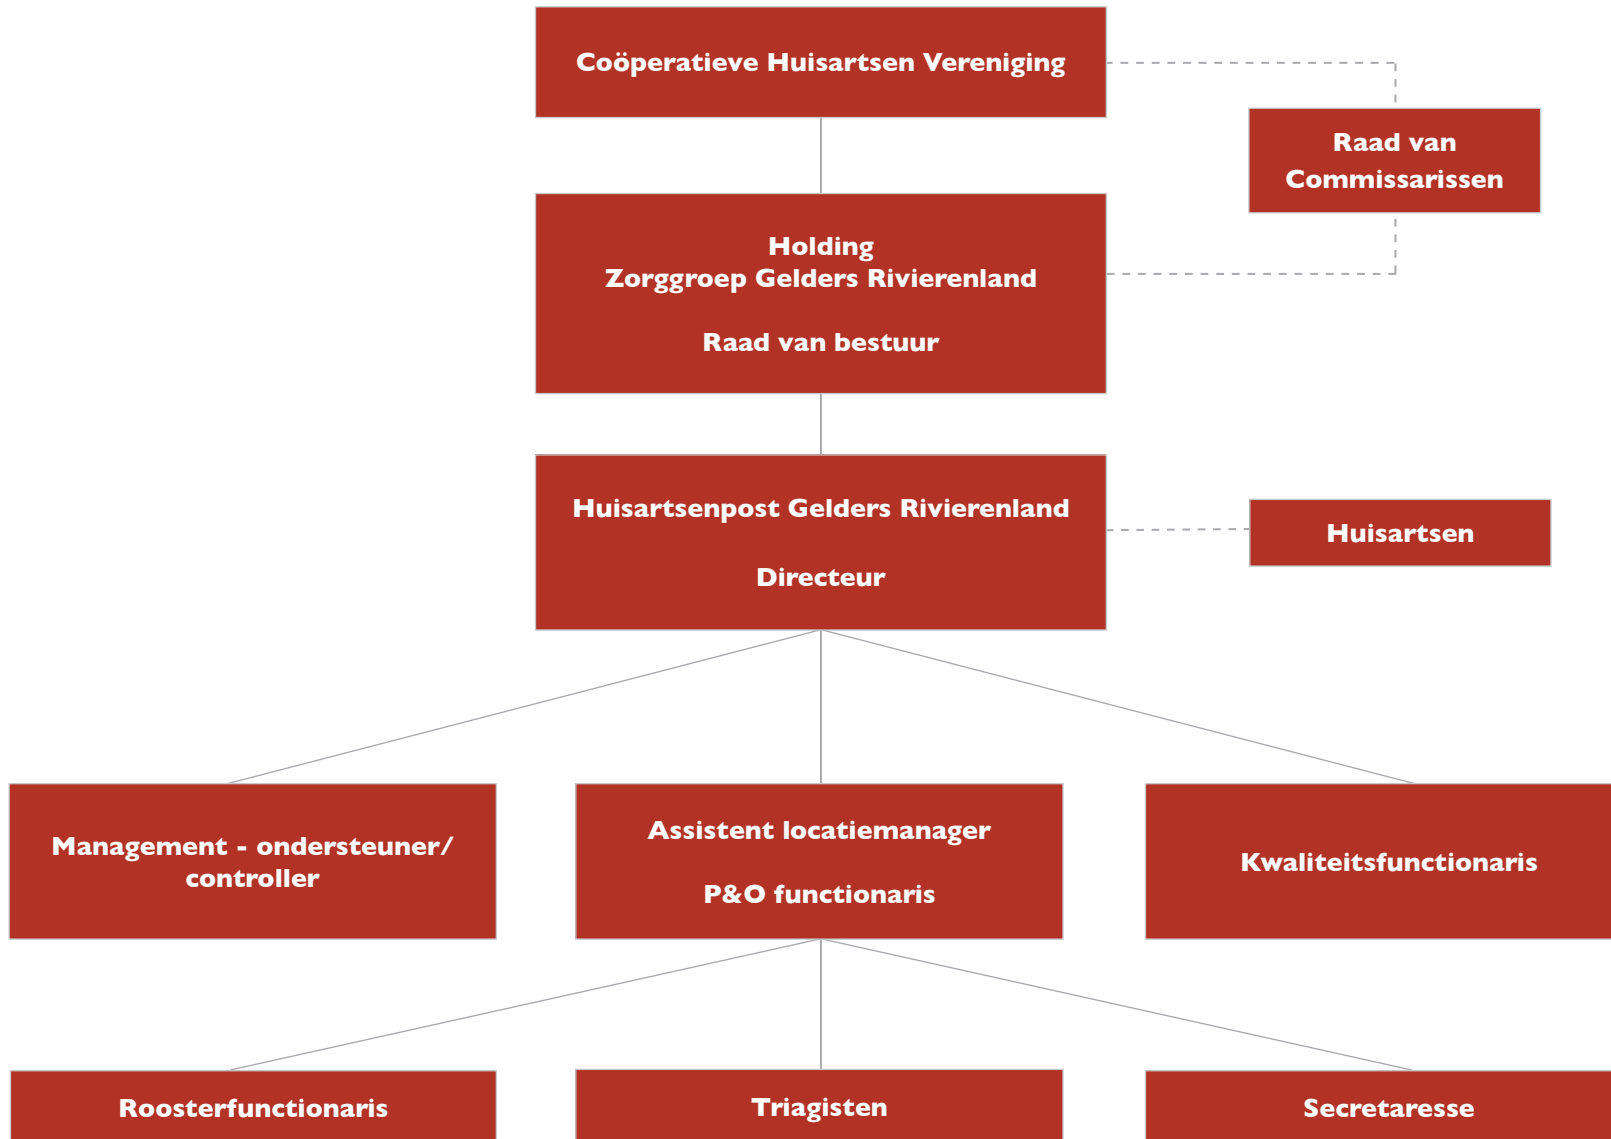 Coöperatieve Huisartsen Vereniging
Raad van
Commissarissen
Holding
Zorggroep Gelders Rivierenland
Raad van bestuur
Huisartsenpost Gelders Rivierenland
Directeur
Huisartsen
Management - ondersteuner/
controller
Assistent locatiemanager
P&O functionaris
Kwaliteitsfunctionaris
Roosterfunctionaris
Triagisten
Secretaresse